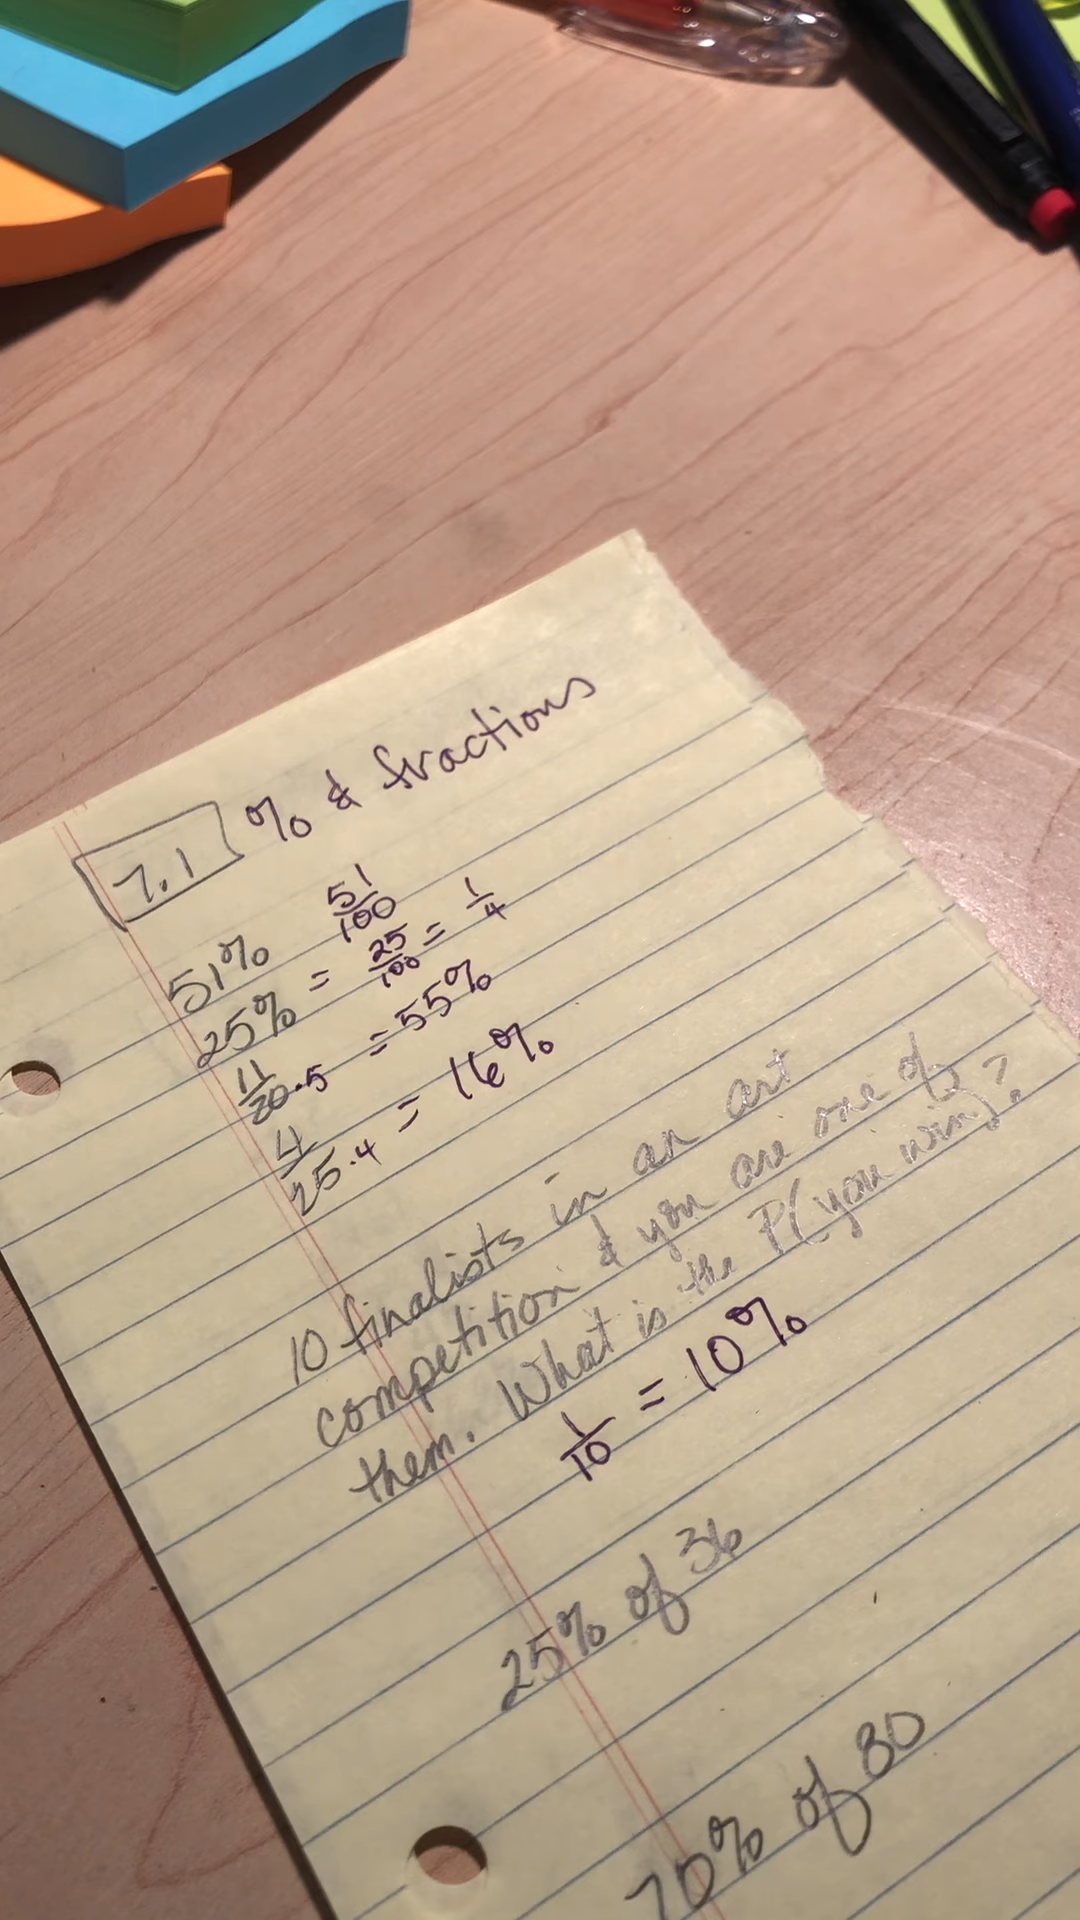 7.1 % & fractions
51% 51/100
25% = 25/100 = 1/4
11/20 · 5 = 55%
4/25 · 4 = 16%
10 finalists in an art
competition & you are one of
them. What is the P(you win)?
1/10 = 10%
25% of 36
70% of 80